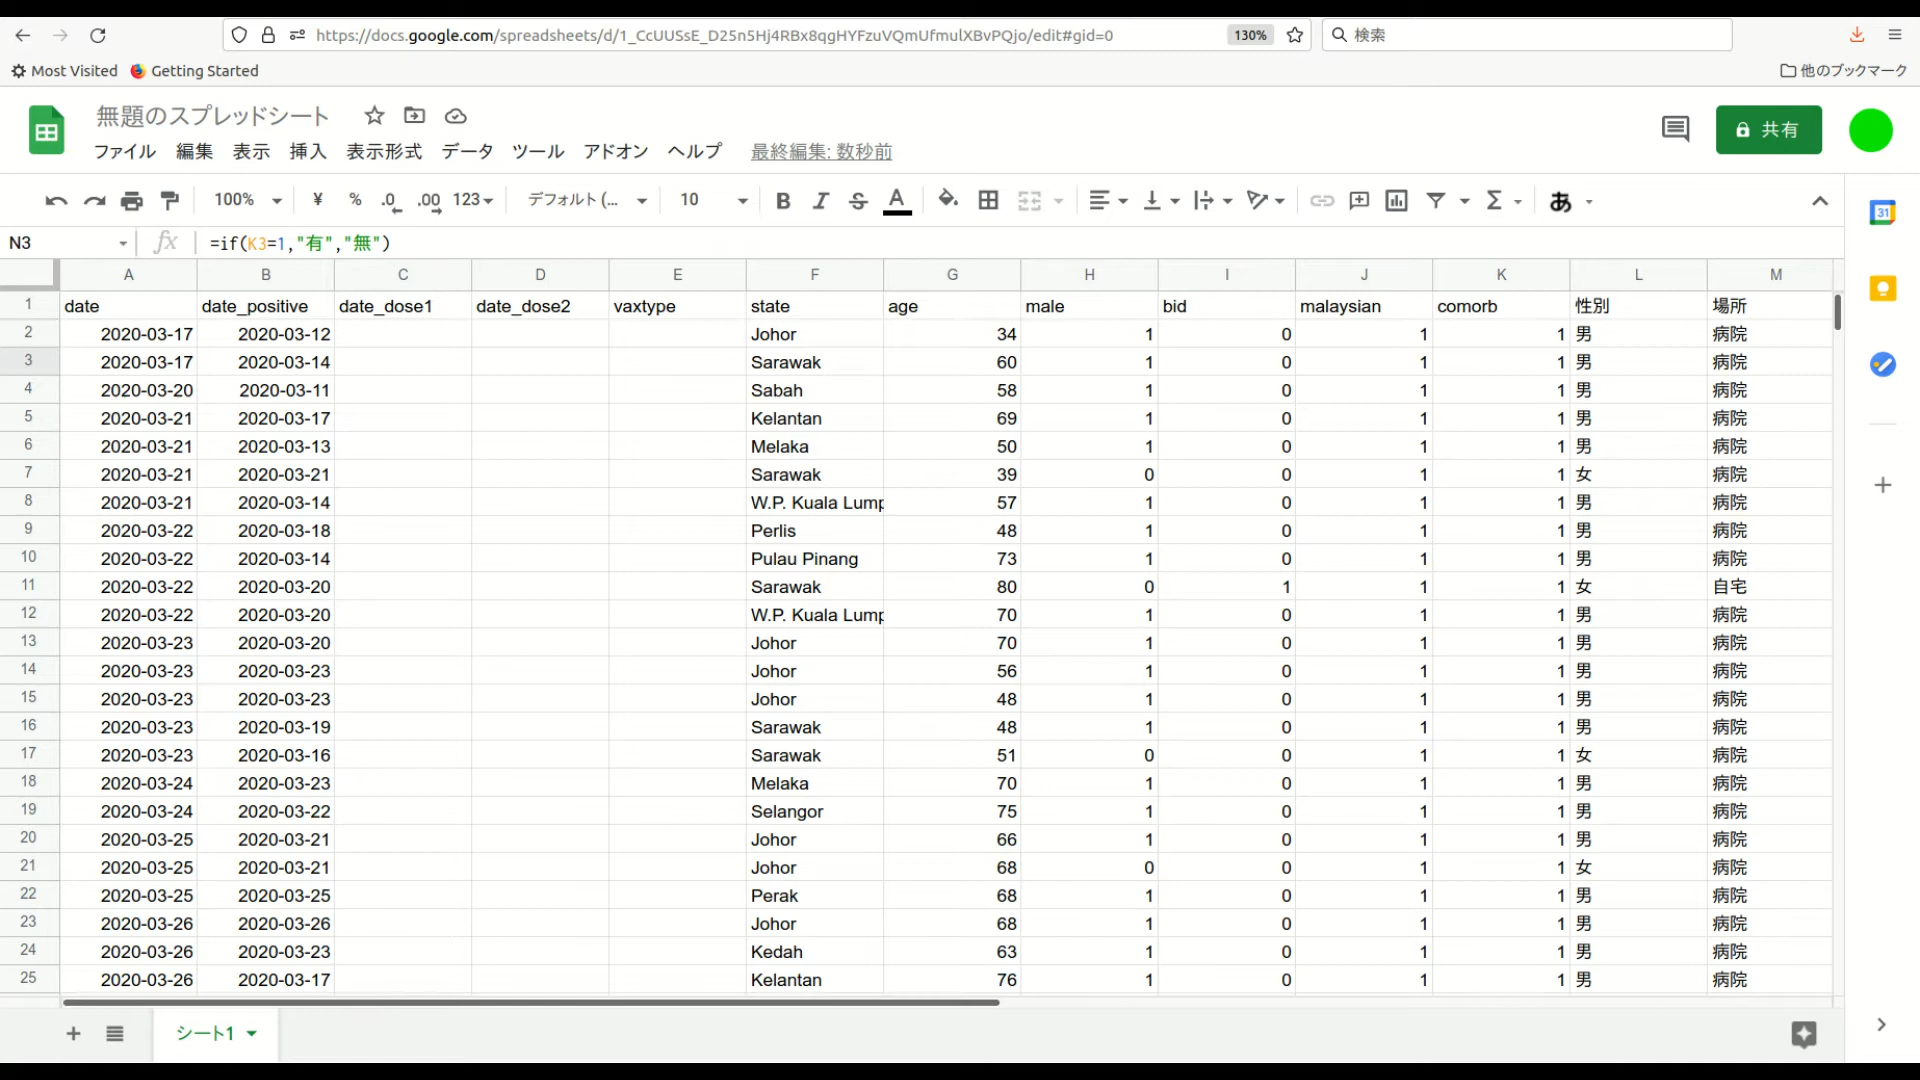 https://docs.google.com/spreadsheets/d/1_CcUUSsE_D25n5Hj4RBx8qgHYFzuVQmUfmulXBvPQjo/edit#gid=0 130% 検索
Most Visited Getting Started 他のブックマーク
無題のスプレッドシート
ファイル 編集 表示 挿入 表示形式 データ ツール アドオン ヘルプ 最終編集: 数秒前 共有
100% ¥ % .0 .00 123 デフォルト (... 10 B I S A Σ あ 31
N3 fx =if(K3=1,"有","無")
A B C D E F G H I J K L M
1 date date_positive date_dose1 date_dose2 vaxtype state age male bid malaysian comorb 性別 場所
2 2020-03-17 2020-03-12 Johor 34 1 0 1 1 男 病院
3 2020-03-17 2020-03-14 Sarawak 60 1 0 1 1 男 病院
4 2020-03-20 2020-03-11 Sabah 58 1 0 1 1 男 病院
5 2020-03-21 2020-03-17 Kelantan 69 1 0 1 1 男 病院
6 2020-03-21 2020-03-13 Melaka 50 1 0 1 1 男 病院
7 2020-03-21 2020-03-21 Sarawak 39 0 0 1 1 女 病院
8 2020-03-21 2020-03-14 W.P. Kuala Lump 57 1 0 1 1 男 病院
9 2020-03-22 2020-03-18 Perlis 48 1 0 1 1 男 病院
10 2020-03-22 2020-03-14 Pulau Pinang 73 1 0 1 1 男 病院
11 2020-03-22 2020-03-20 Sarawak 80 0 1 1 1 女 自宅
12 2020-03-22 2020-03-20 W.P. Kuala Lump 70 1 0 1 1 男 病院
13 2020-03-23 2020-03-20 Johor 70 1 0 1 1 男 病院
14 2020-03-23 2020-03-23 Johor 56 1 0 1 1 男 病院
15 2020-03-23 2020-03-23 Johor 48 1 0 1 1 男 病院
16 2020-03-23 2020-03-19 Sarawak 48 1 0 1 1 男 病院
17 2020-03-23 2020-03-16 Sarawak 51 0 0 1 1 女 病院
18 2020-03-24 2020-03-23 Melaka 70 1 0 1 1 男 病院
19 2020-03-24 2020-03-22 Selangor 75 1 0 1 1 男 病院
20 2020-03-25 2020-03-21 Johor 66 1 0 1 1 男 病院
21 2020-03-25 2020-03-21 Johor 68 0 0 1 1 女 病院
22 2020-03-25 2020-03-25 Perak 68 1 0 1 1 男 病院
23 2020-03-26 2020-03-26 Johor 68 1 0 1 1 男 病院
24 2020-03-26 2020-03-23 Kedah 63 1 0 1 1 男 病院
25 2020-03-26 2020-03-17 Kelantan 76 1 0 1 1 男 病院
シート1